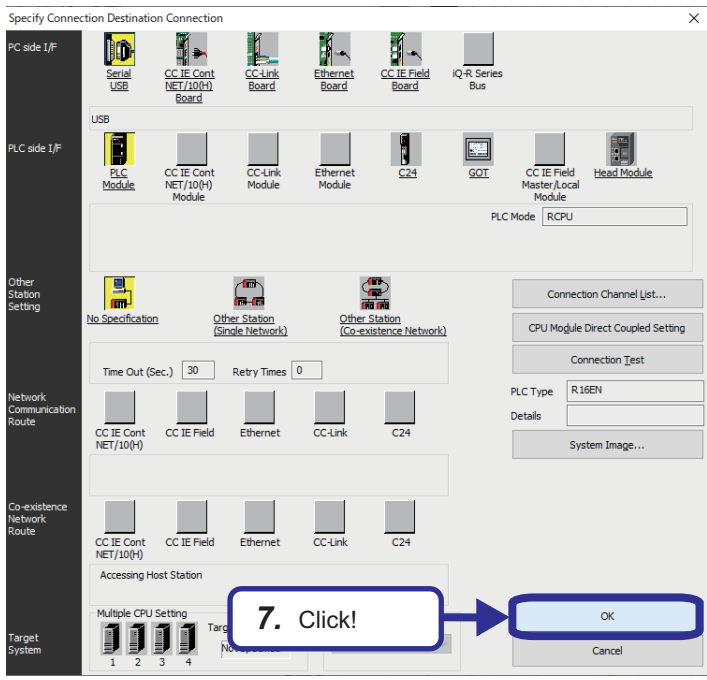 Specify Connection Destination Connection
PC side I/F
Serial
USB
CC IE Cont
NET/10(H)
Board
CC-Link
Board
Ethernet
Board
CC IE Field
Board
iQ-R Series
Bus
USB
PLC side I/F
PLC
Module
CC IE Cont
NET/10(H)
Module
CC-Link
Module
Ethernet
Module
C24
GOT
CC IE Field
Master/Local
Module
Head Module
PLC Mode RCPU
Other
Station
Setting
No Specification
Other Station
(Single Network)
Other Station
(Co-existence Network)
Connection Channel List...
CPU Module Direct Coupled Setting
Connection Test
Time Out (Sec.) 30 Retry Times 0
PLC Type R16EN
Details
System Image...
Network
Communication
Route
CC IE Cont
NET/10(H)
CC IE Field
Ethernet
CC-Link
C24
Co-existence
Network
Route
CC IE Cont
NET/10(H)
CC IE Field
Ethernet
CC-Link
C24
Accessing Host Station
Multiple CPU Setting
1 2 3 4
7. Click!
OK
Cancel
Target
System